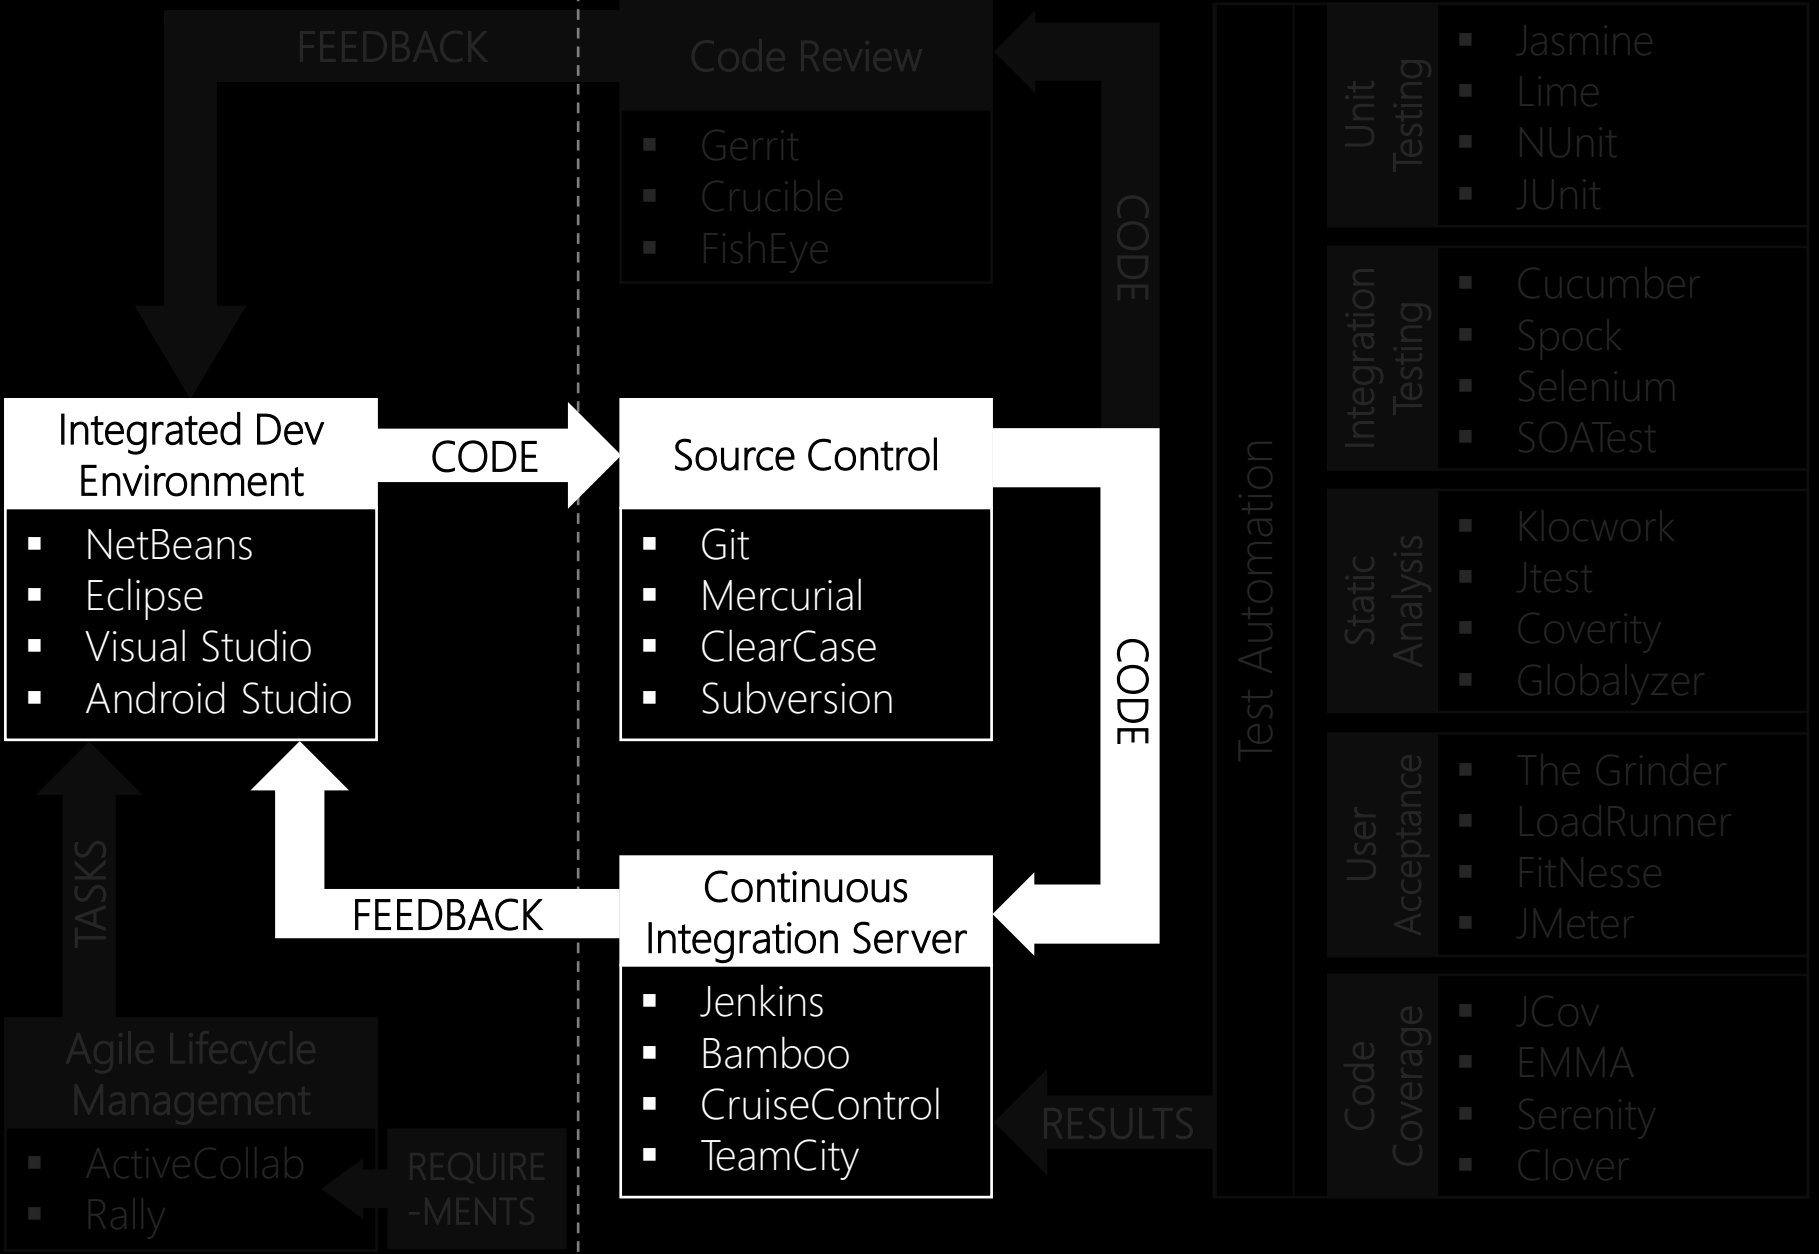 FEEDBACK
Code Review
▪ Gerrit
▪ Crucible
▪ FishEye
CODE
Integrated Dev
Environment
▪ NetBeans
▪ Eclipse
▪ Visual Studio
▪ Android Studio
CODE
Source Control
▪ Git
▪ Mercurial
▪ ClearCase
▪ Subversion
CODE
FEEDBACK
Continuous
Integration Server
▪ Jenkins
▪ Bamboo
▪ CruiseControl
▪ TeamCity
TASKS
Agile Lifecycle
Management
▪ ActiveCollab
▪ Rally
REQUIRE
-MENTS
RESULTS
Test Automation
Unit
Testing
▪ Jasmine
▪ Lime
▪ NUnit
▪ JUnit
Integration
Testing
▪ Cucumber
▪ Spock
▪ Selenium
▪ SOATest
Static
Analysis
▪ Klocwork
▪ Jtest
▪ Coverity
▪ Globalyzer
User
Acceptance
▪ The Grinder
▪ LoadRunner
▪ FitNesse
▪ JMeter
Code
Coverage
▪ JCov
▪ EMMA
▪ Serenity
▪ Clover